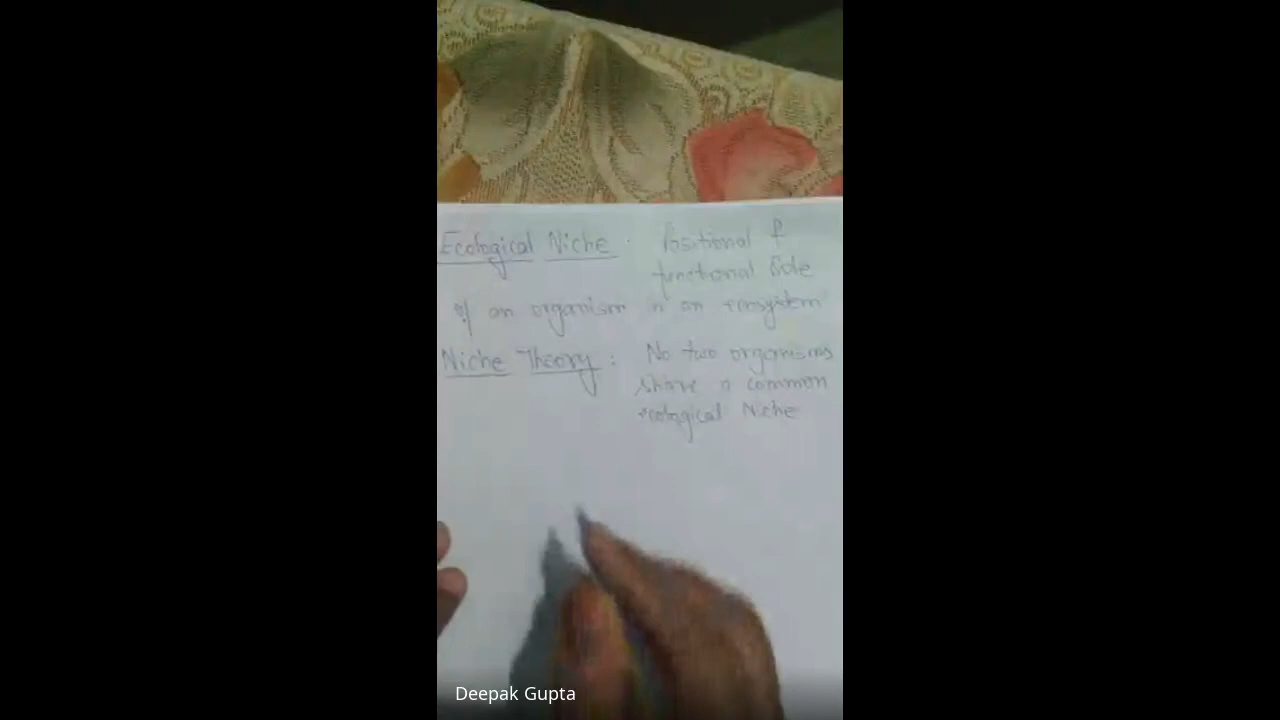 Ecological Niche : Positional &
functional Role
of an organism in an ecosystem
Niche Theory : No two organisms
share a common
ecological Niche
Deepak Gupta